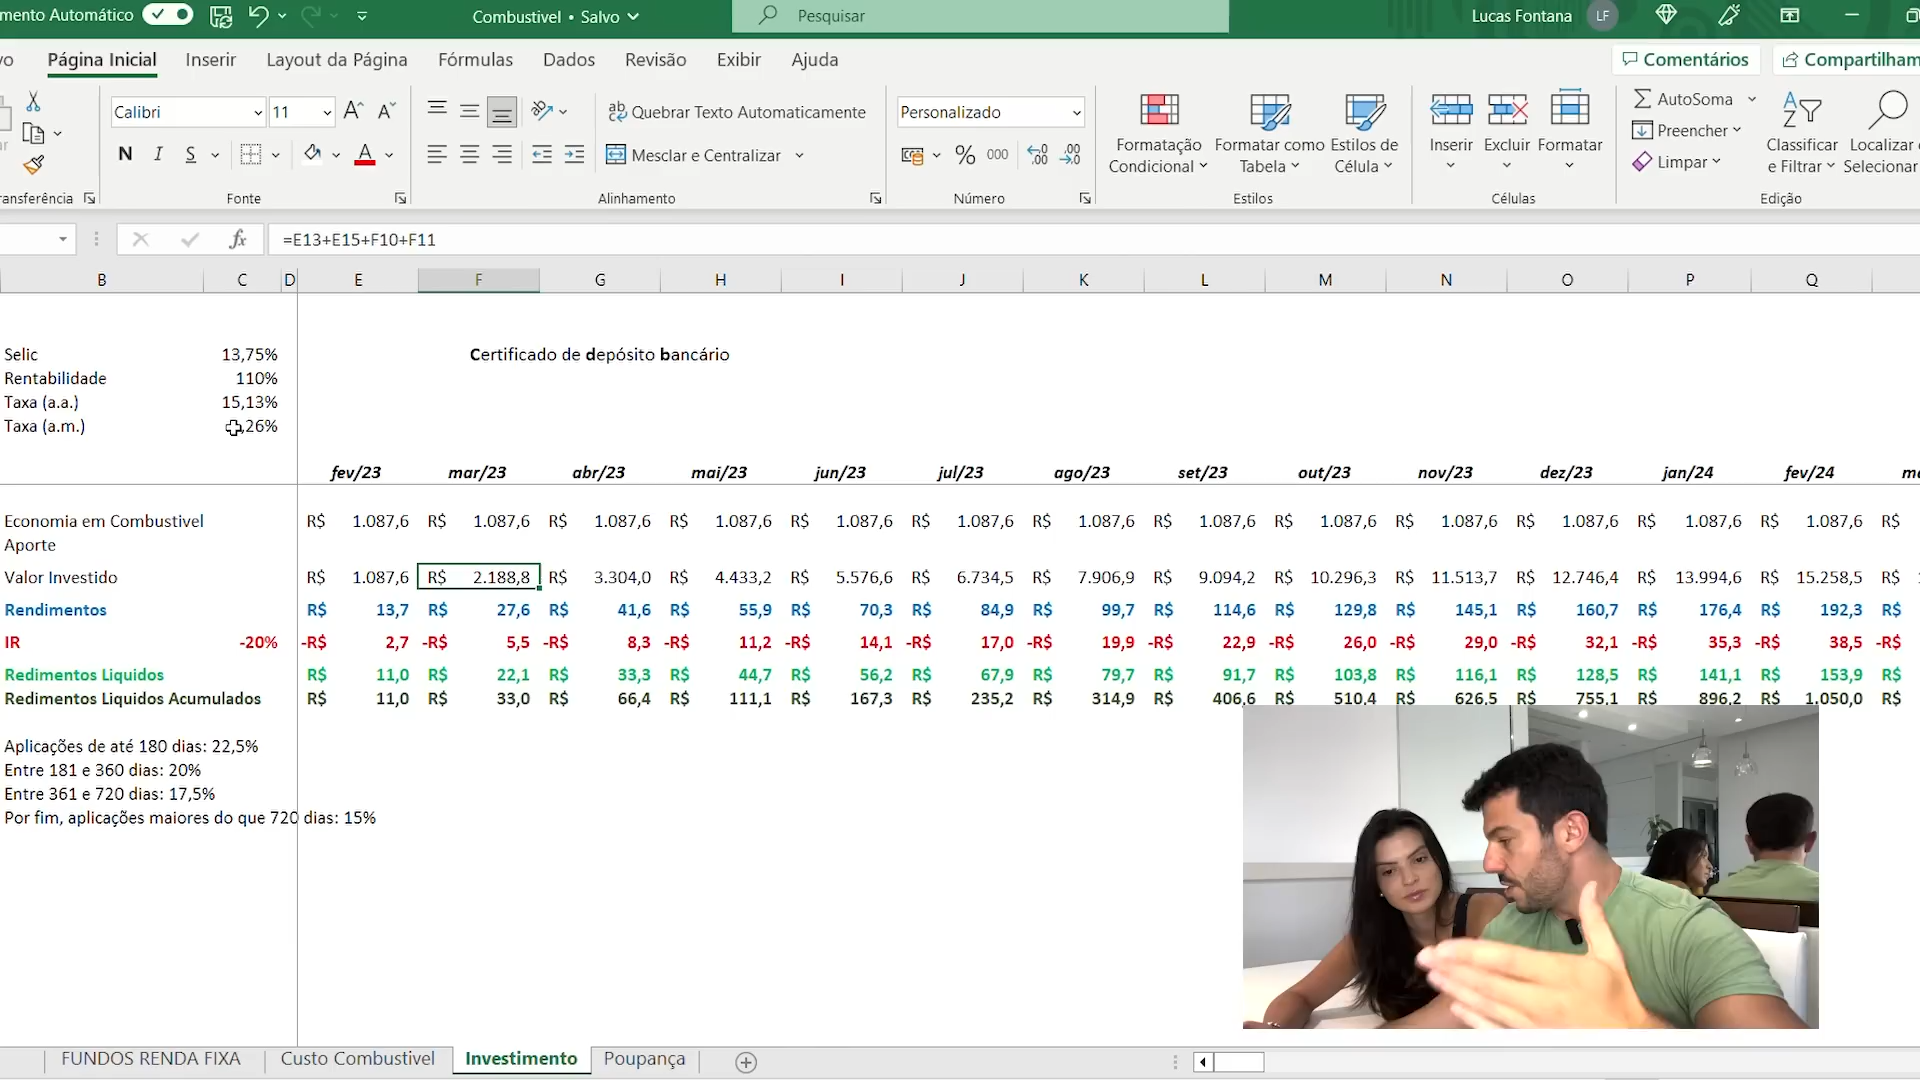 mento Automático Combustivel • Salvo Pesquisar Lucas Fontana LF
vo Página Inicial Inserir Layout da Página Fórmulas Dados Revisão Exibir Ajuda Comentários Compartilham
Calibri 11 Quebrar Texto Automaticamente Personalizado Formatação Condicional Formatar como Tabela Estilos de Célula Inserir Excluir Formatar AutoSoma Preencher Limpar Classificar e Filtrar Localizar Selecionar
N I S Mesclar e Centralizar % 000
ansferência Fonte Alinhamento Número Estilos Células Edição
fx =E13+E15+F10+F11
B C D E F G H I J K L M N O P Q
Selic 13,75% Certificado de depósito bancário
Rentabilidade 110%
Taxa (a.a.) 15,13%
Taxa (a.m.) ,26%
fev/23 mar/23 abr/23 mai/23 jun/23 jul/23 ago/23 set/23 out/23 nov/23 dez/23 jan/24 fev/24 ma
Economia em Combustivel R$ 1.087,6 R$ 1.087,6 R$ 1.087,6 R$ 1.087,6 R$ 1.087,6 R$ 1.087,6 R$ 1.087,6 R$ 1.087,6 R$ 1.087,6 R$ 1.087,6 R$ 1.087,6 R$ 1.087,6 R$ 1.087,6 R$
Aporte
Valor Investido R$ 1.087,6 R$ 2.188,8 R$ 3.304,0 R$ 4.433,2 R$ 5.576,6 R$ 6.734,5 R$ 7.906,9 R$ 9.094,2 R$ 10.296,3 R$ 11.513,7 R$ 12.746,4 R$ 13.994,6 R$ 15.258,5 R$
Rendimentos R$ 13,7 R$ 27,6 R$ 41,6 R$ 55,9 R$ 70,3 R$ 84,9 R$ 99,7 R$ 114,6 R$ 129,8 R$ 145,1 R$ 160,7 R$ 176,4 R$ 192,3 R$
IR -20% -R$ 2,7 -R$ 5,5 -R$ 8,3 -R$ 11,2 -R$ 14,1 -R$ 17,0 -R$ 19,9 -R$ 22,9 -R$ 26,0 -R$ 29,0 -R$ 32,1 -R$ 35,3 -R$ 38,5 -R$
Redimentos Liquidos R$ 11,0 R$ 22,1 R$ 33,3 R$ 44,7 R$ 56,2 R$ 67,9 R$ 79,7 R$ 91,7 R$ 103,8 R$ 116,1 R$ 128,5 R$ 141,1 R$ 153,9 R$
Redimentos Liquidos Acumulados R$ 11,0 R$ 33,0 R$ 66,4 R$ 111,1 R$ 167,3 R$ 235,2 R$ 314,9 R$ 406,6 R$ 510,4 R$ 626,5 R$ 755,1 R$ 896,2 R$ 1.050,0 R$
Aplicações de até 180 dias: 22,5%
Entre 181 e 360 dias: 20%
Entre 361 e 720 dias: 17,5%
Por fim, aplicações maiores do que 720 dias: 15%
FUNDOS RENDA FIXA Custo Combustivel Investimento Poupança